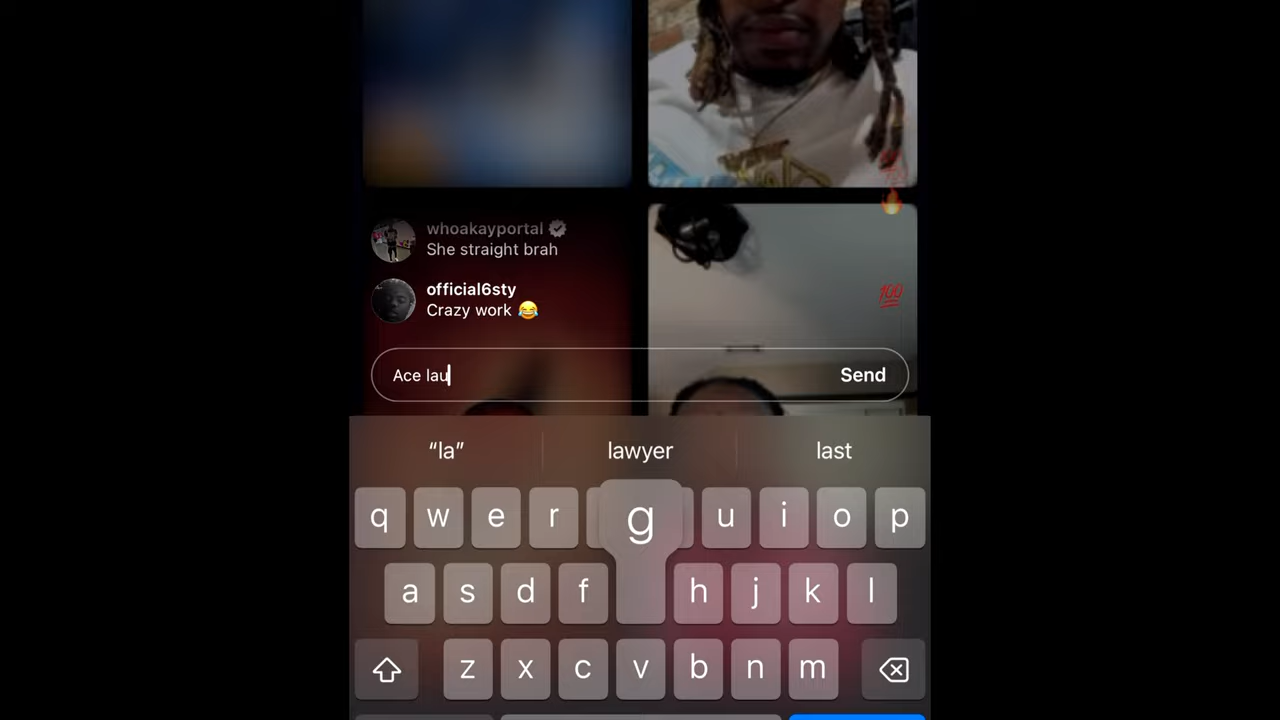 whoakayportal
She straight brah
official6sty
Crazy work 😂
💯
Ace lau
Send
“la” lawyer last
q w e r g u i o p
a s d f h j k l
z x c v b n m